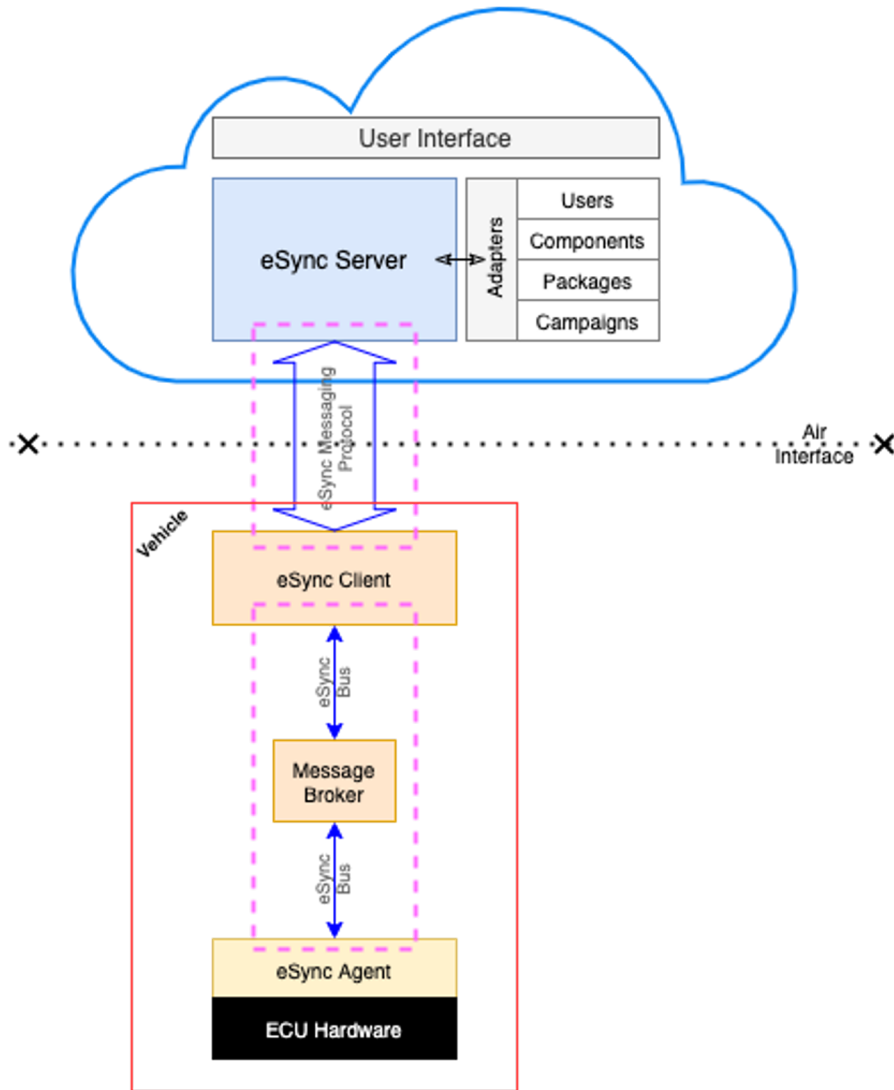 User Interface
eSync Server
Adapters
Users
Components
Packages
Campaigns
eSync Messaging
Protocol
Air
Interface
Vehicle
eSync Client
eSync
Bus
Message
Broker
eSync
Bus
eSync Agent
ECU Hardware